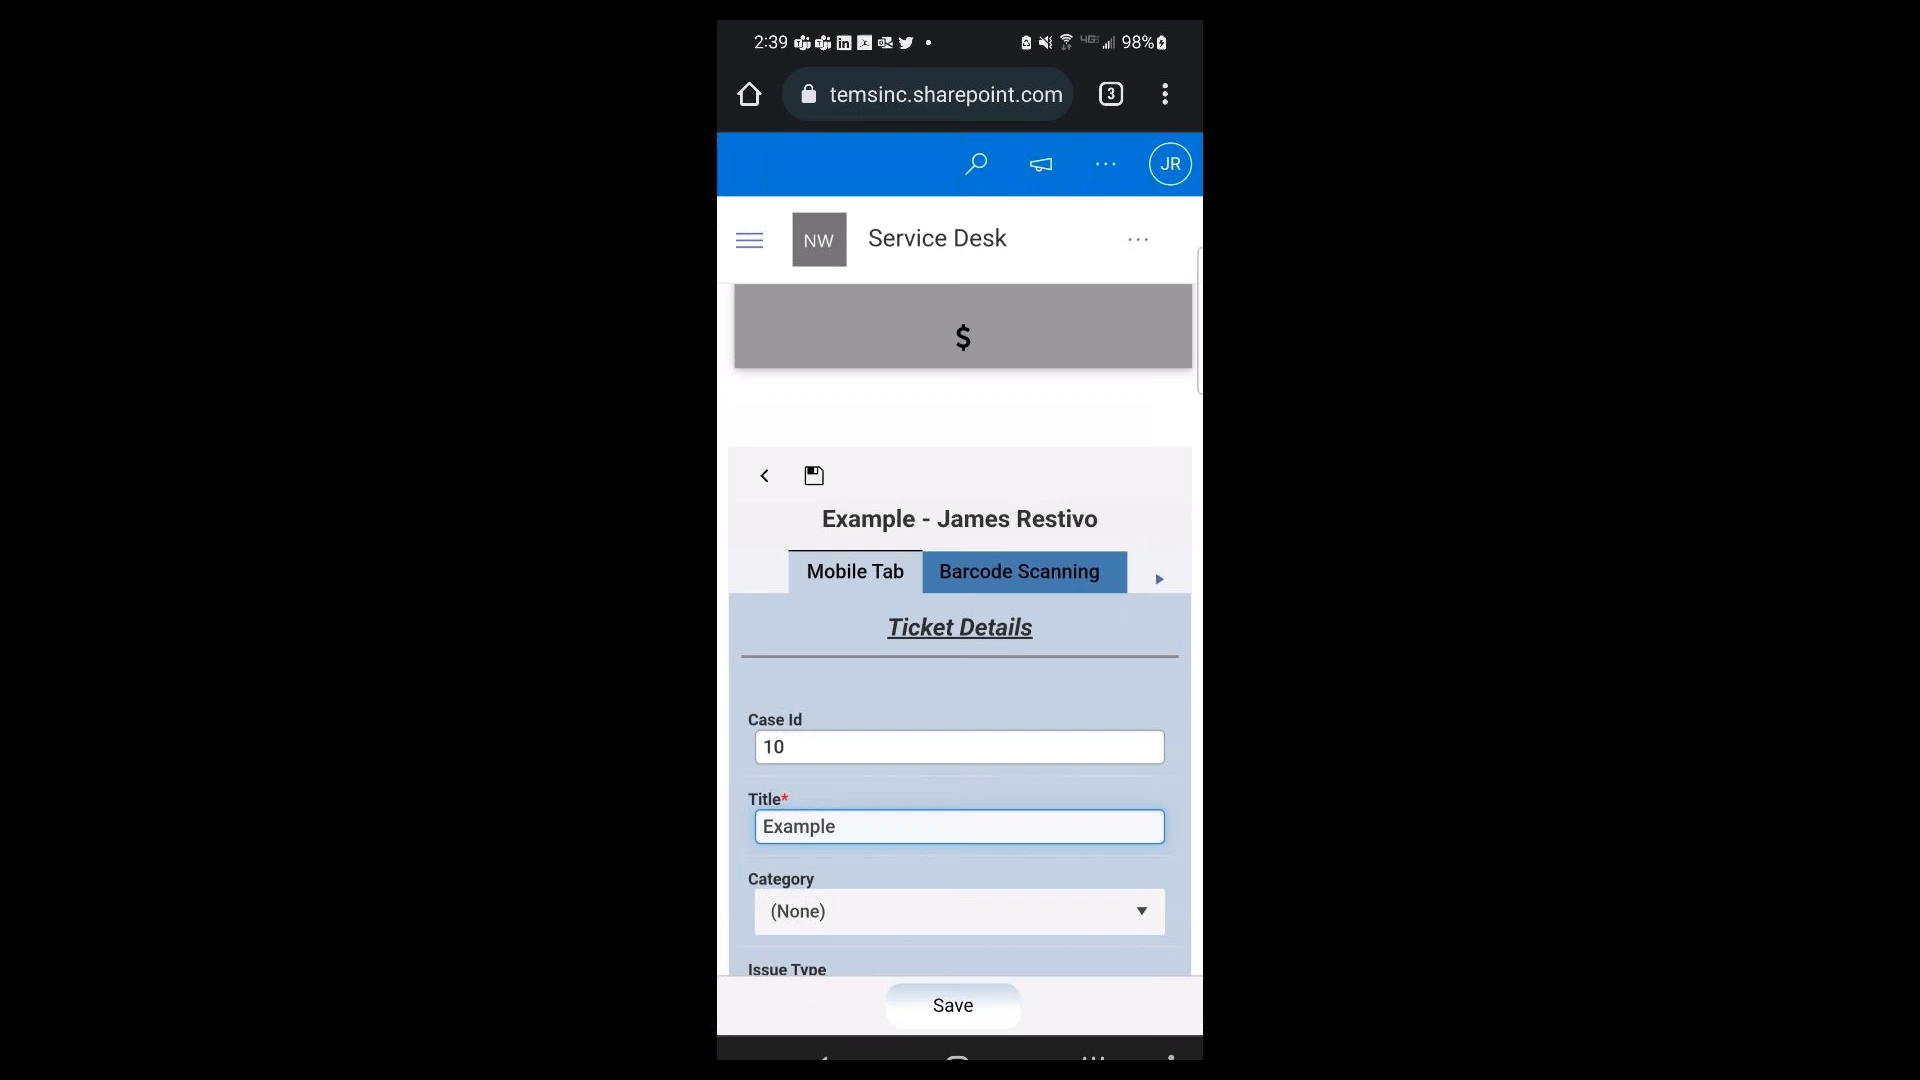 2:39 98%
temsinc.sharepoint.com 3
JR
NW Service Desk
$
Example - James Restivo
Mobile Tab Barcode Scanning
Ticket Details
Case Id
10
Title*
Example
Category
(None)
Issue Type
Save